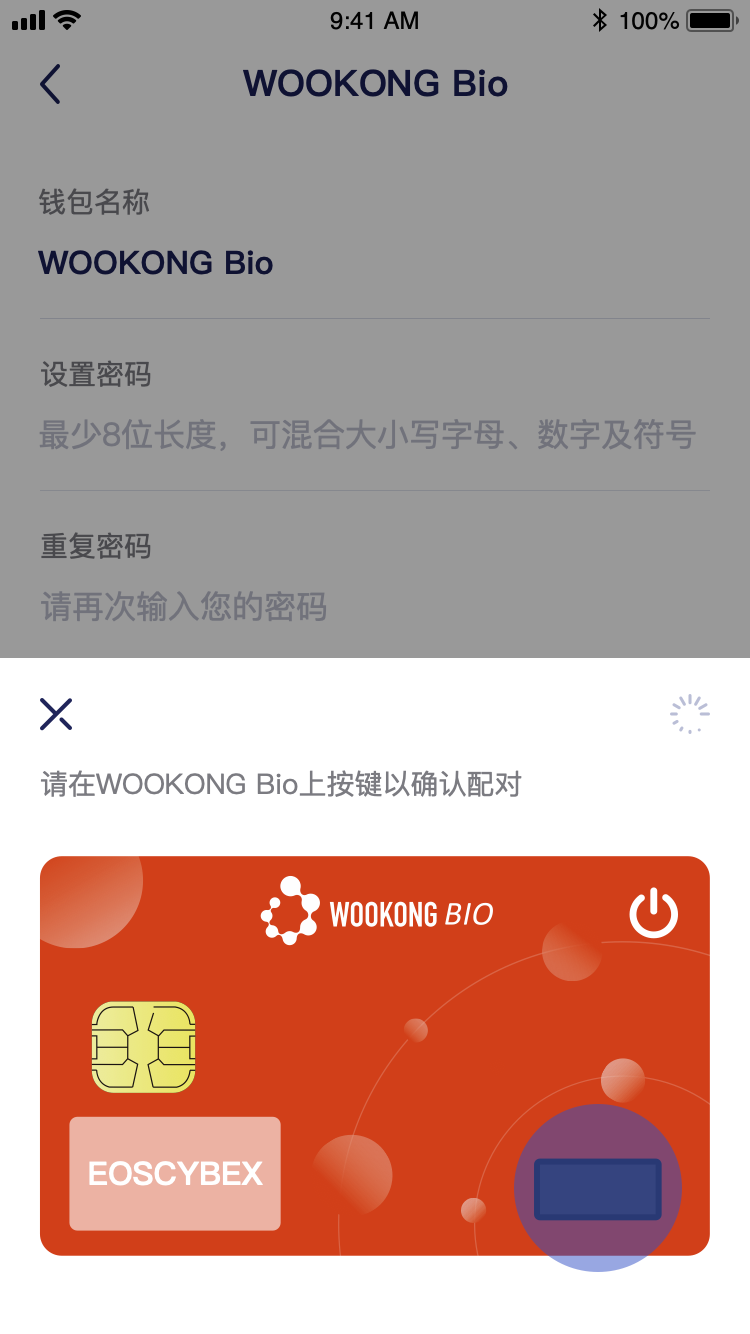 9:41 AM
100%
WOOKONG Bio
钱包名称
WOOKONG Bio
设置密码
最少8位长度，可混合大小写字母、数字及符号
重复密码
请再次输入您的密码
请在WOOKONG Bio上按键以确认配对
WOOKONG BIO
EOSCYBEX